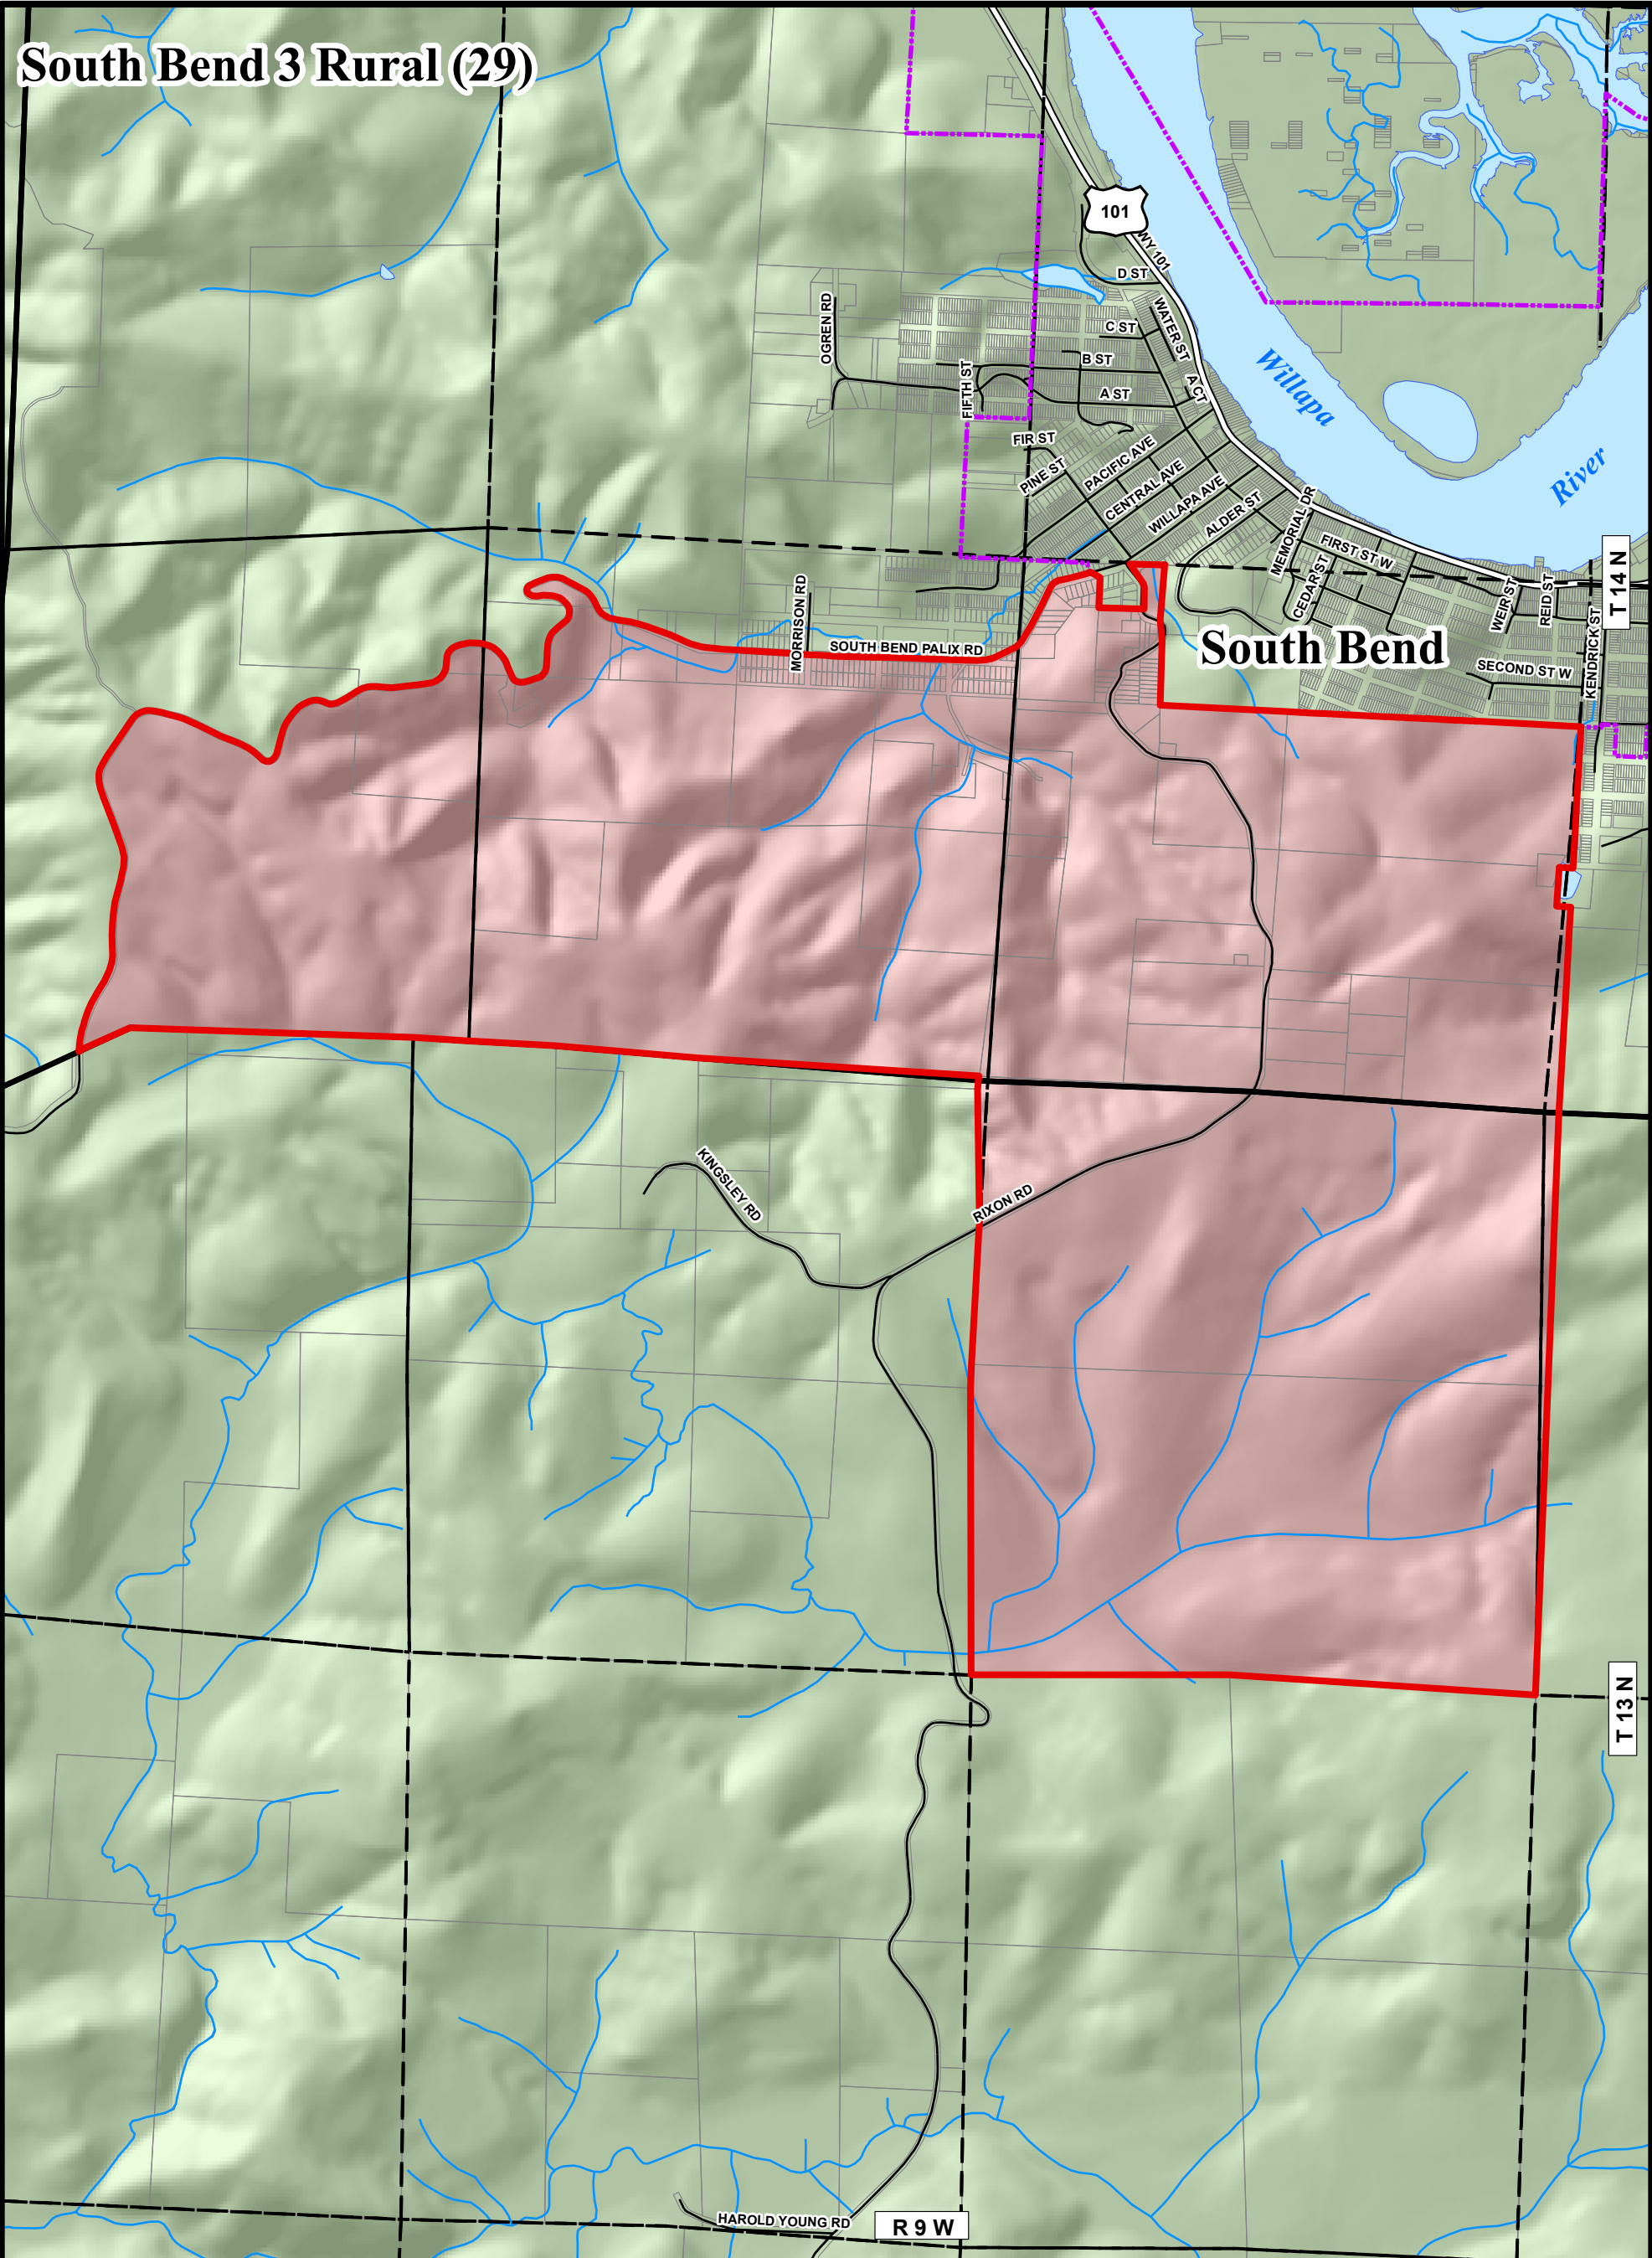 South Bend 3 Rural (29)
101
WY 101
D ST
WATER ST
C ST
OGREN RD
B ST
FIFTH ST
A ST
A CT
Willapa
River
FIR ST
PINE ST
PACIFIC AVE
CENTRAL AVE
WILLAPA AVE
ALDER ST
MEMORIAL DR
FIRST ST W
CEDAR ST
WEIR ST
REID ST
T 14 N
KENDRICK ST
MORRISON RD
SOUTH BEND PALIX RD
South Bend
SECOND ST W
KINGSLEY RD
RIXON RD
T 13 N
HAROLD YOUNG RD
R 9 W